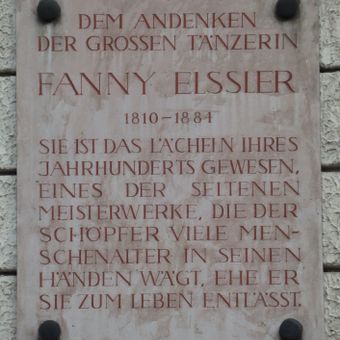 DEM ANDENKEN
DER GROSSEN TÄNZERIN
FANNY ELSSLER
1810–1884
SIE IST DAS LÄCHELN IHRES
JAHRHUNDERTS GEWESEN,
EINES DER SELTENEN
MEISTERWERKE, DIE DER
SCHÖPFER VIELE MEN-
SCHENALTER IN SEINEN
HÄNDEN WÄGT, EHE ER
SIE ZUM LEBEN ENTLÄSST.